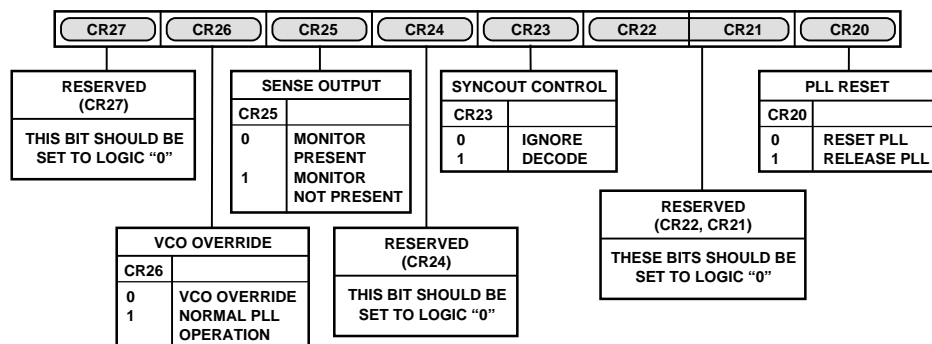 CR27 CR26 CR25 CR24 CR23 CR22 CR21 CR20
RESERVED
(CR27)
THIS BIT SHOULD BE
SET TO LOGIC “0”
SENSE OUTPUT
CR25
0 MONITOR
PRESENT
1 MONITOR
NOT PRESENT
SYNCOUT CONTROL
CR23
0 IGNORE
1 DECODE
PLL RESET
CR20
0 RESET PLL
1 RELEASE PLL
VCO OVERRIDE
CR26
0 VCO OVERRIDE
1 NORMAL PLL
OPERATION
RESERVED
(CR24)
THIS BIT SHOULD BE
SET TO LOGIC “0”
RESERVED
(CR22, CR21)
THESE BITS SHOULD BE
SET TO LOGIC “0”